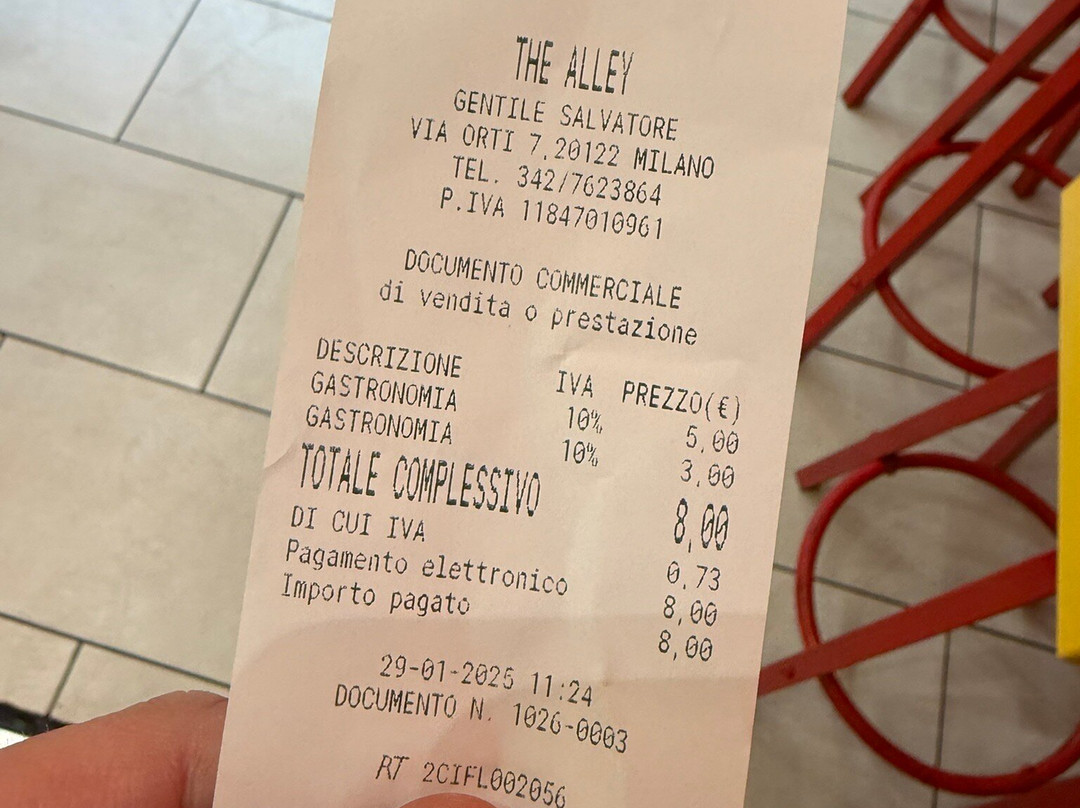 THE ALLEY
GENTILE SALVATORE
VIA ORTI 7,20122 MILANO
TEL. 342/7623864
P.IVA 11847010961
DOCUMENTO COMMERCIALE
di vendita o prestazione
DESCRIZIONE IVA PREZZO(€)
GASTRONOMIA 10% 5,00
GASTRONOMIA 10% 3,00
TOTALE COMPLESSIVO 8,00
DI CUI IVA 0,73
Pagamento elettronico 8,00
Importo pagato 8,00
29-01-2025 11:24
DOCUMENTO N. 1026-0003
RT 2CIFL002056